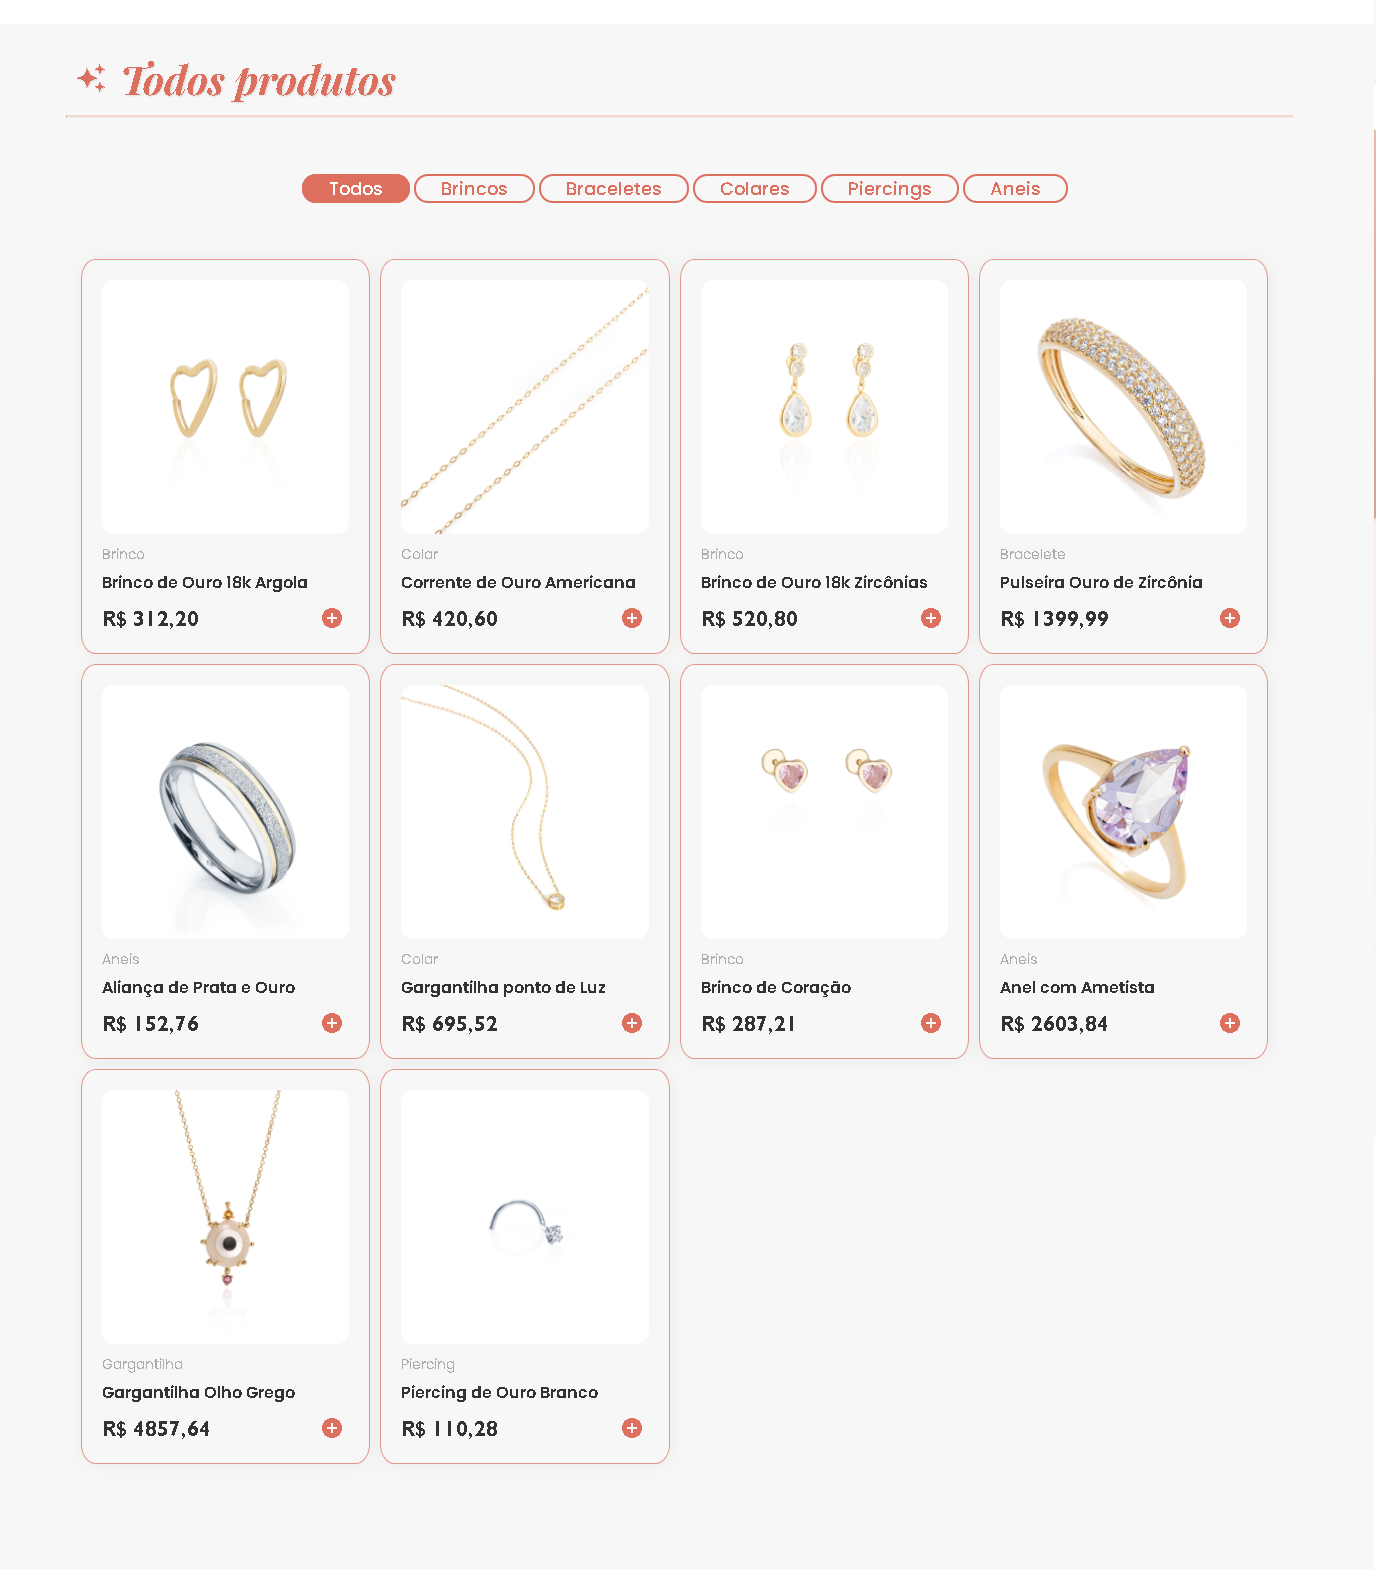 Todos produtos
Todos Brincos Braceletes Colares Piercings Aneis
Brinco
Brinco de Ouro 18k Argola
R$ 312,20
Colar
Corrente de Ouro Americana
R$ 420,60
Brinco
Brinco de Ouro 18k Zircônias
R$ 520,80
Bracelete
Pulseira Ouro de Zircônia
R$ 1399,99
Aneis
Aliança de Prata e Ouro
R$ 152,76
Colar
Gargantilha ponto de Luz
R$ 695,52
Brinco
Brinco de Coração
R$ 287,21
Aneis
Anel com Ametista
R$ 2603,84
Gargantilha
Gargantilha Olho Grego
R$ 4857,64
Piercing
Piercing de Ouro Branco
R$ 110,28